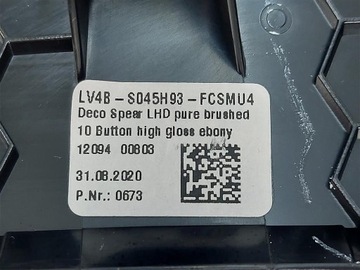 LV4B-S045H93-FCSMU4
Deco Spear LHD pure brushed
10 Button high gloss ebony
12094 00803
31.08.2020
P.Nr.: 0673